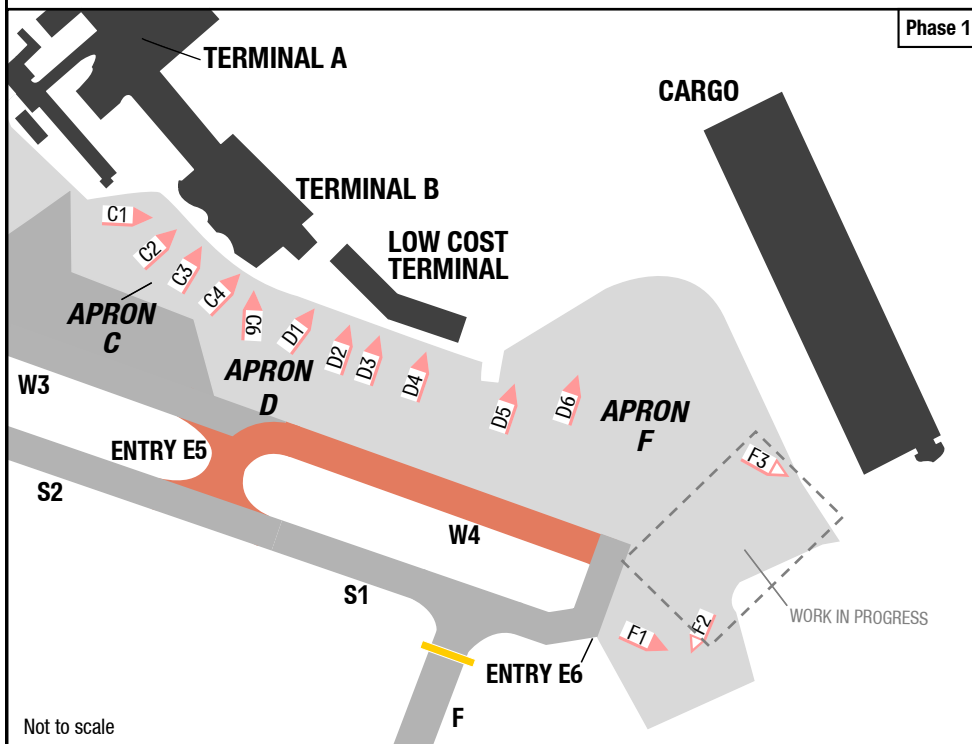 Phase 1
TERMINAL A
CARGO
TERMINAL B
LOW COST
TERMINAL
C1
C2
C3
C4
C6
D1
D2
D3
D4
D5
D6
APRON
C
APRON
D
APRON
F
W3
ENTRY E5
S2
W4
S1
F3
WORK IN PROGRESS
F1
F2
ENTRY E6
F
Not to scale